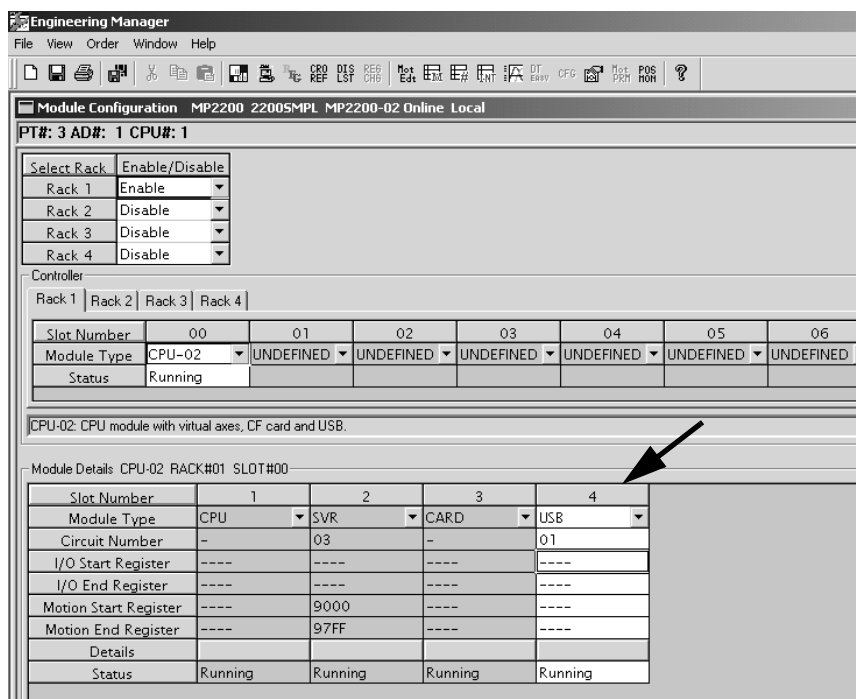 Engineering Manager
File View Order Window Help
CRO REF DIS LST REG CHG Mot Edt INT CFG Mot PRM POS MON
Module Configuration MP2200 2200SMPL MP2200-02 Online Local
PT#: 3 AD#: 1 CPU#: 1
Select Rack Enable/Disable
Rack 1 Enable
Rack 2 Disable
Rack 3 Disable
Rack 4 Disable
Controller
Rack 1 Rack 2 Rack 3 Rack 4
Slot Number 00 01 02 03 04 05 06
Module Type CPU-02 UNDEFINED UNDEFINED UNDEFINED UNDEFINED UNDEFINED UNDEFINED
Status Running
CPU-02: CPU module with virtual axes, CF card and USB.
Module Details CPU-02 RACK#01 SLOT#00
Slot Number 1 2 3 4
Module Type CPU SVR CARD USB
Circuit Number - 03 - 01
I/O Start Register ---- ---- ---- ----
I/O End Register ---- ---- ---- ----
Motion Start Register ---- 9000 ---- ----
Motion End Register ---- 97FF ---- ----
Details
Status Running Running Running Running